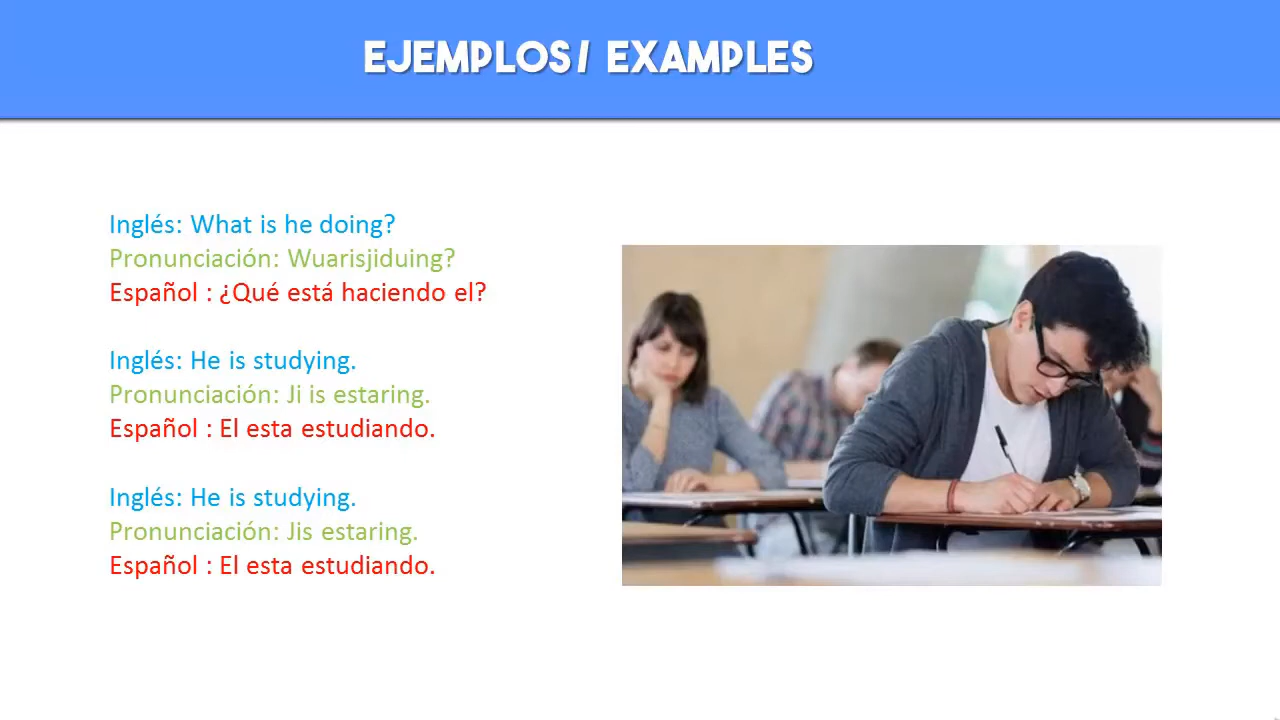 EJEMPLOS/ EXAMPLES
Inglés: What is he doing?
Pronunciación: Wuarisjiduing?
Español : ¿Qué está haciendo el?
Inglés: He is studying.
Pronunciación: Ji is estaring.
Español : El esta estudiando.
Inglés: He is studying.
Pronunciación: Jis estaring.
Español : El esta estudiando.